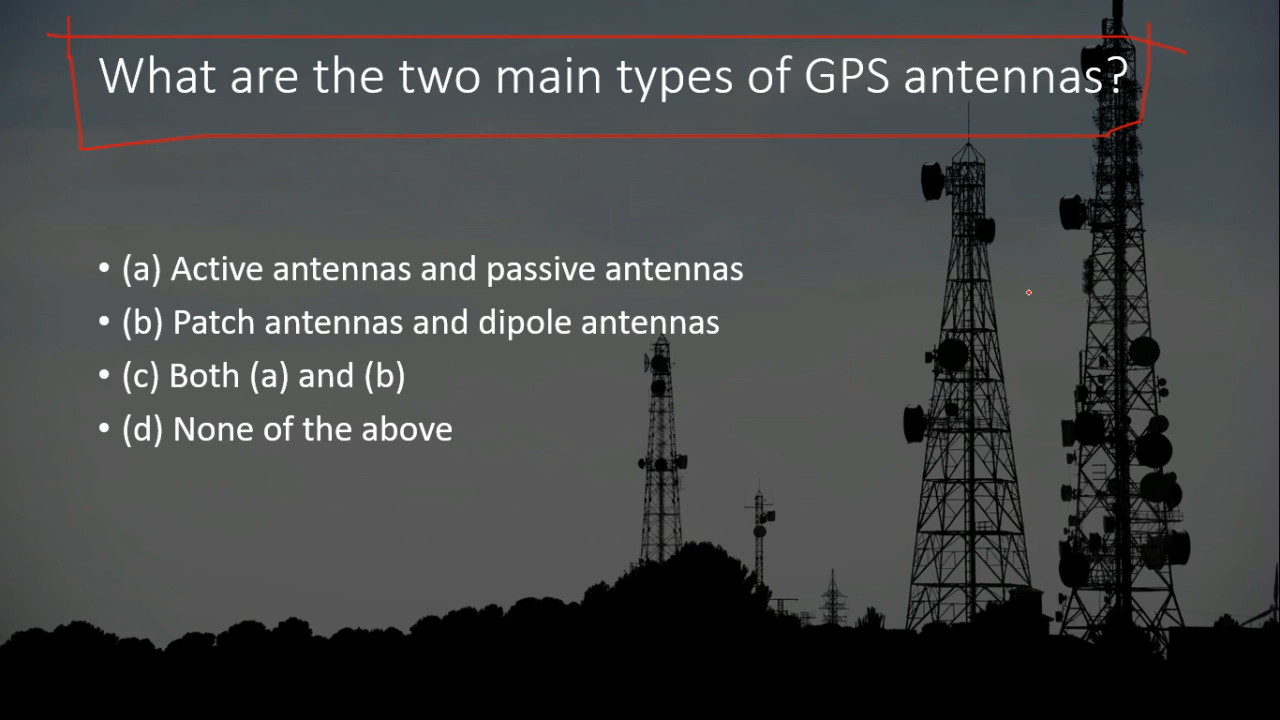 What are the two main types of GPS antennas?
• (a) Active antennas and passive antennas
• (b) Patch antennas and dipole antennas
• (c) Both (a) and (b)
• (d) None of the above